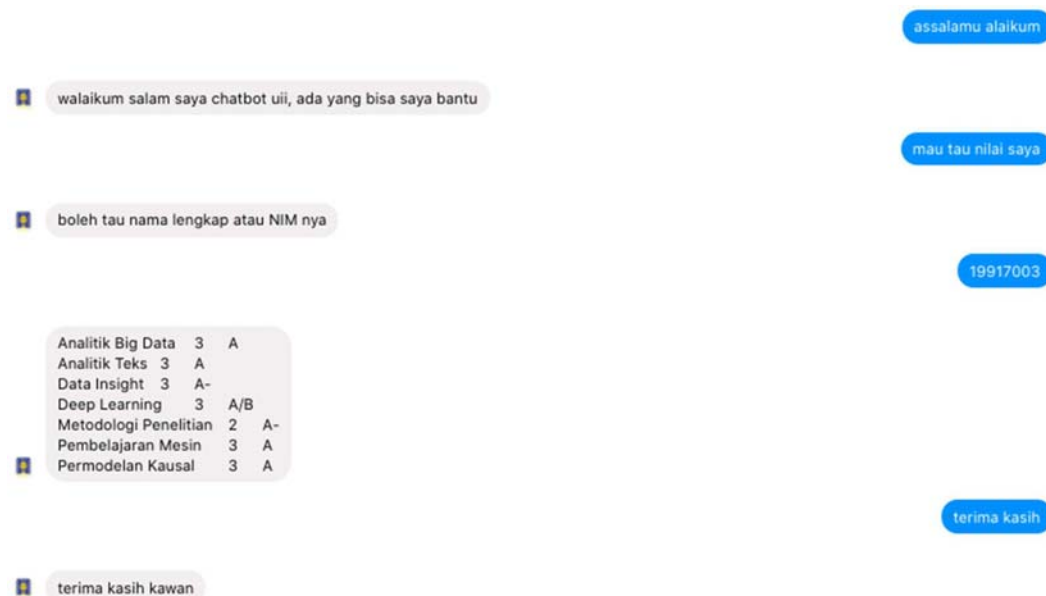 assalamu alaikum
walaikum salam saya chatbot uii, ada yang bisa saya bantu
mau tau nilai saya
boleh tau nama lengkap atau NIM nya
19917003
Analitik Big Data 3 A
Analitik Teks 3 A
Data Insight 3 A-
Deep Learning 3 A/B
Metodologi Penelitian 2 A-
Pembelajaran Mesin 3 A
Permodelan Kausal 3 A
terima kasih
terima kasih kawan